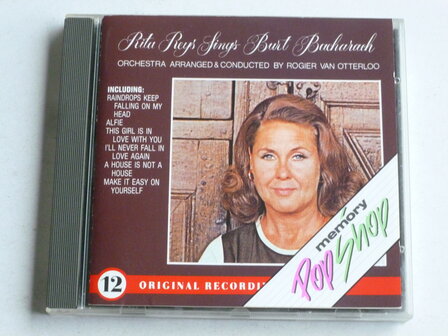 Rita Reys Sings Burt Bacharach
ORCHESTRA ARRANGED & CONDUCTED BY ROGIER VAN OTTERLOO
INCLUDING:
RAINDROPS KEEP
FALLING ON MY
HEAD
ALFIE
THIS GIRL IS IN
LOVE WITH YOU
I'LL NEVER FALL IN
LOVE AGAIN
A HOUSE IS NOT A
HOUSE
MAKE IT EASY ON
YOURSELF
memory
Pop Shop
12 ORIGINAL RECORDI